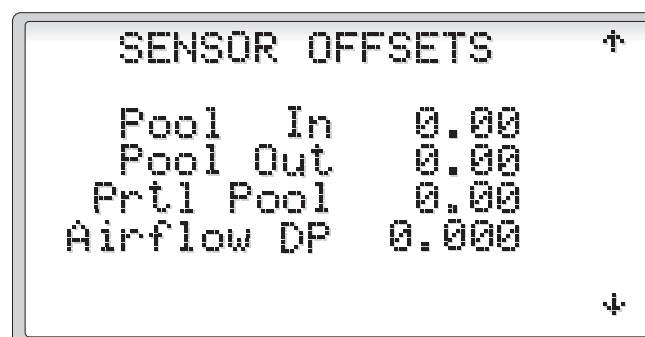 SENSOR OFFSETS ↑
Pool In 0.00
Pool Out 0.00
Prtl Pool 0.00
Airflow DP 0.000
↓